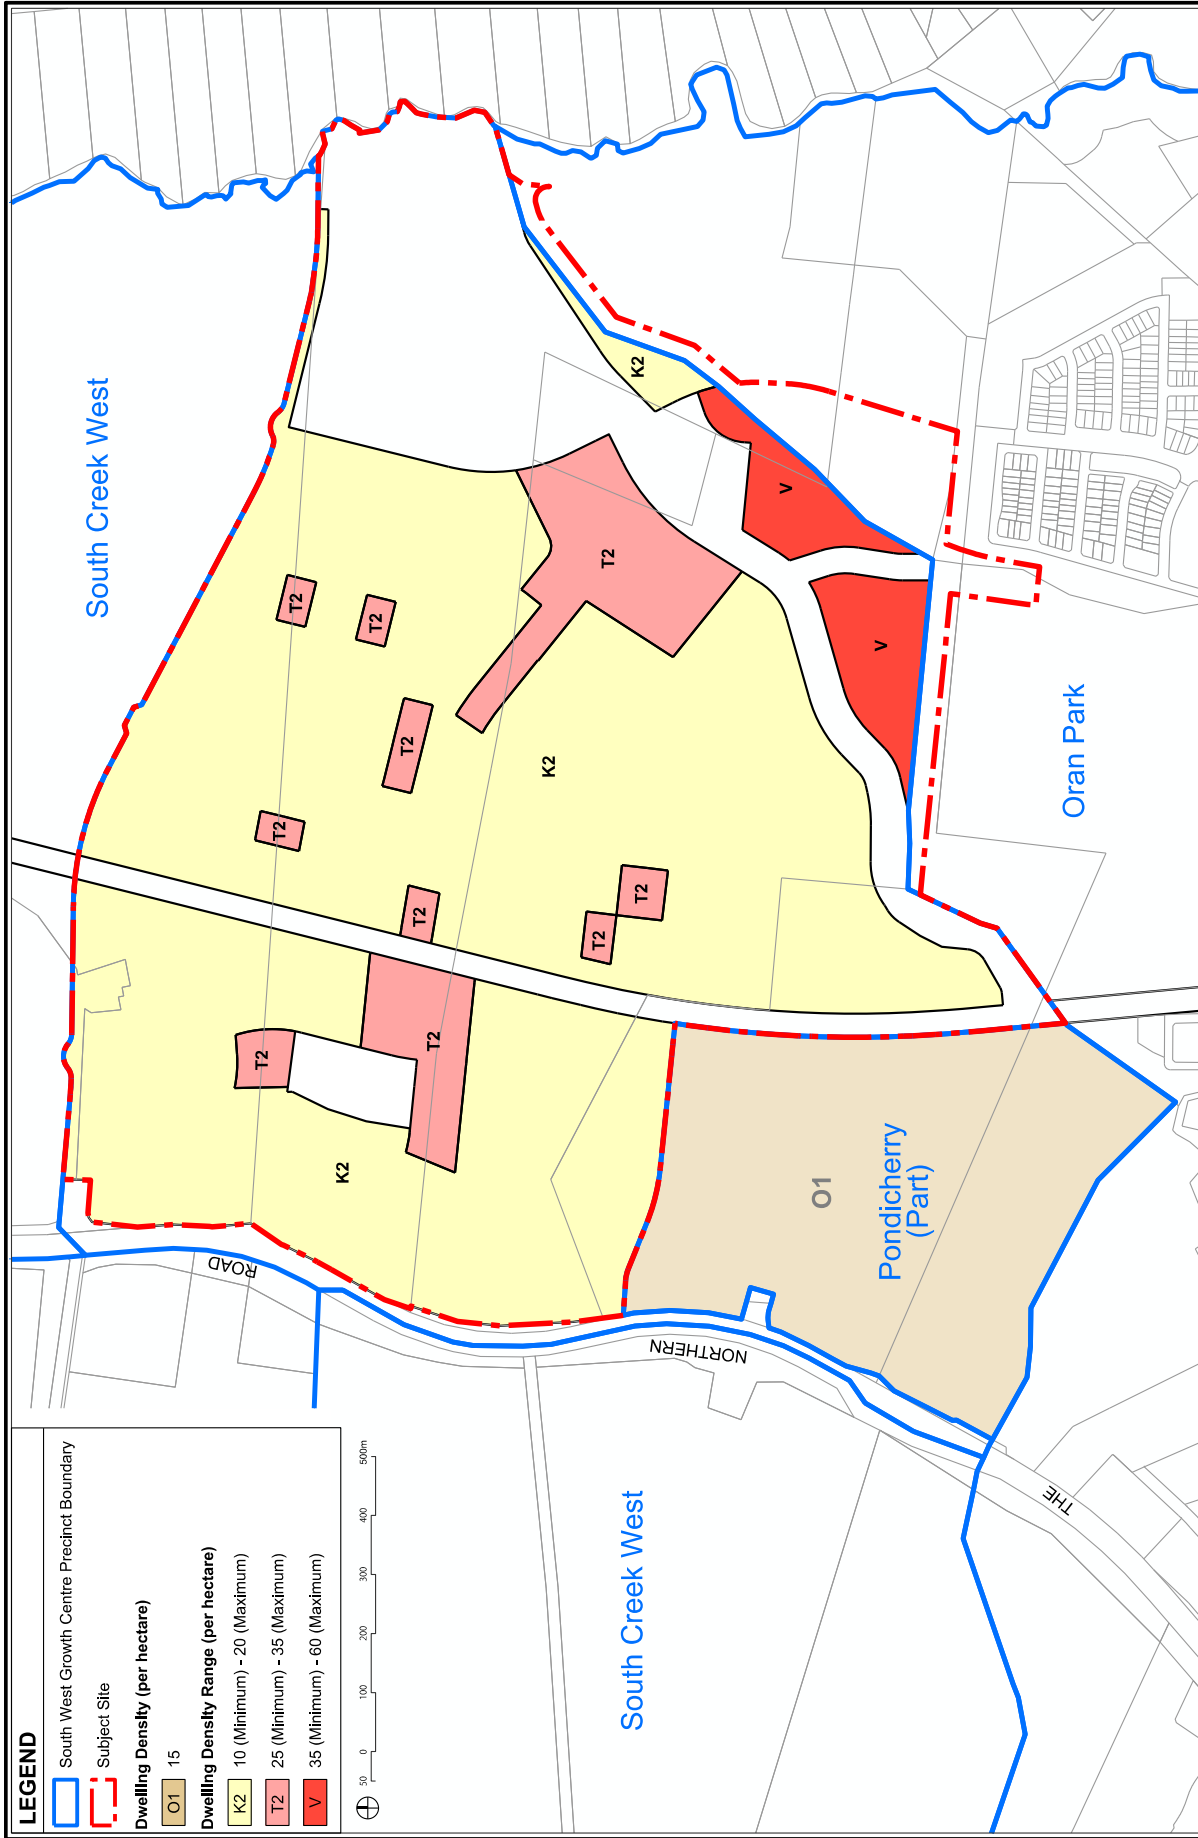 LEGEND
South West Growth Centre Precinct Boundary
Subject Site
Dwelling Density (per hectare)
O1 15
Dwelling Density Range (per hectare)
K2 10 (Minimum) - 20 (Maximum)
T2 25 (Minimum) - 35 (Maximum)
V 35 (Minimum) - 60 (Maximum)
50 0 100 200 300 400 500m
South Creek West
South Creek West
Oran Park
Pondicherry
(Part)
O1
THE
NORTHERN
ROAD
K2
K2
K2
T2
T2
T2
T2
T2
T2
T2
T2
T2
T2
V
V